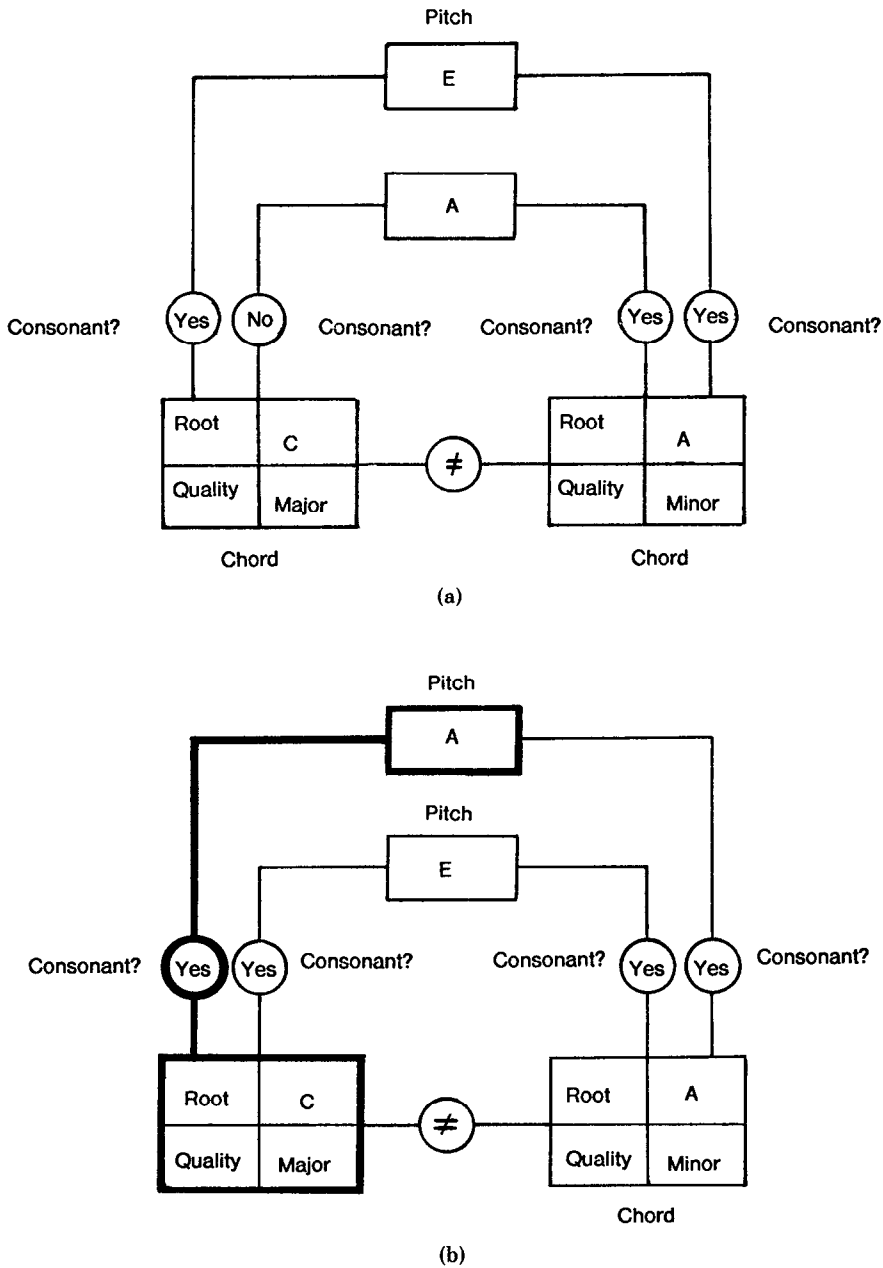 Pitch
E
A
Yes No Yes Yes
Consonant? Consonant? Consonant? Consonant?
Root C Root A
≠
Quality Major Quality Minor
Chord Chord
(a)
Pitch
A
Pitch
E
Consonant? Yes Yes Consonant? Consonant? Yes Yes Consonant?
Root C Root A
≠
Quality Major Quality Minor
Chord
(b)